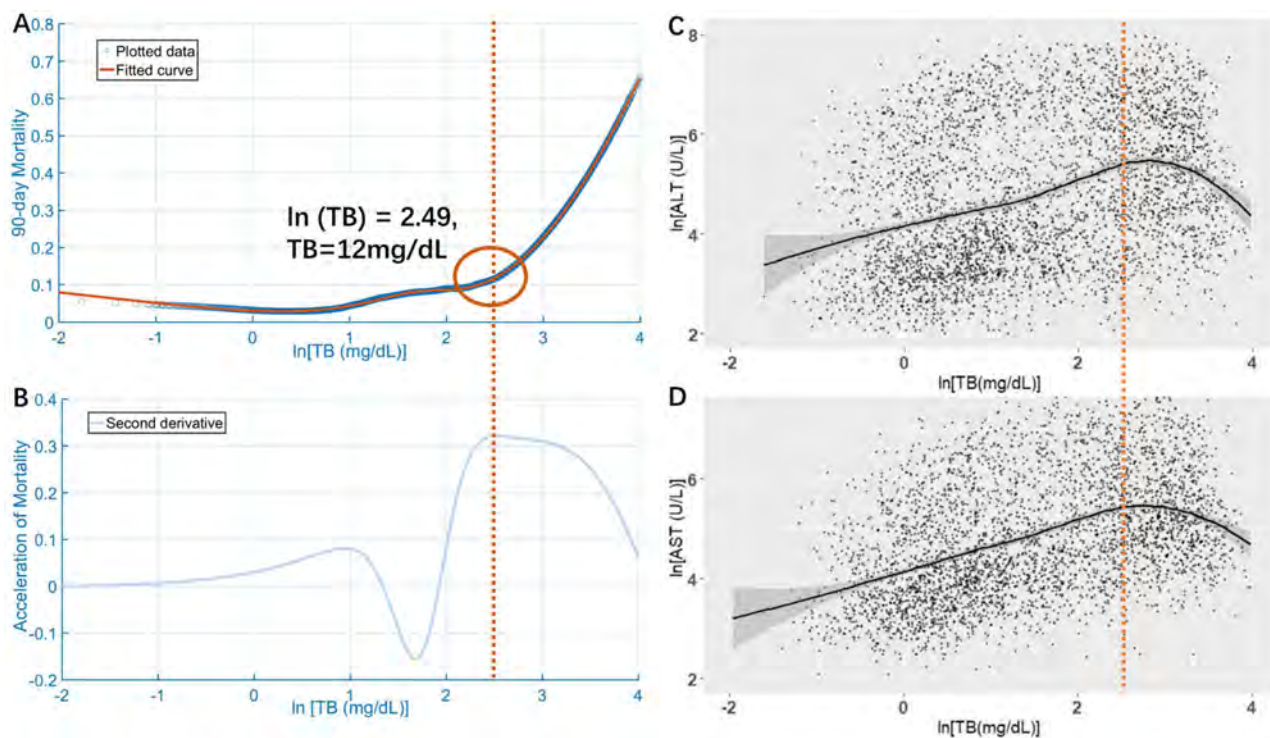 A
0.8
0.7
0.6
0.5
0.4
0.3
0.2
0.1
0
90-day Mortality
Plotted data
Fitted curve
ln (TB) = 2.49,
TB=12mg/dL
-2 -1 0 1 2 3 4
ln[TB (mg/dL)]
B
0.4
0.3
0.2
0.1
0
-0.1
-0.2
Acceleration of Mortality
Second derivative
-2 -1 0 1 2 3 4
ln [TB (mg/dL)]
C
8
6
4
2
ln[ALT (U/L)]
-2 0 2 4
ln[TB(mg/dL)]
D
6
4
2
ln[AST (U/L)]
-2 0 2 4
ln[TB(mg/dL)]